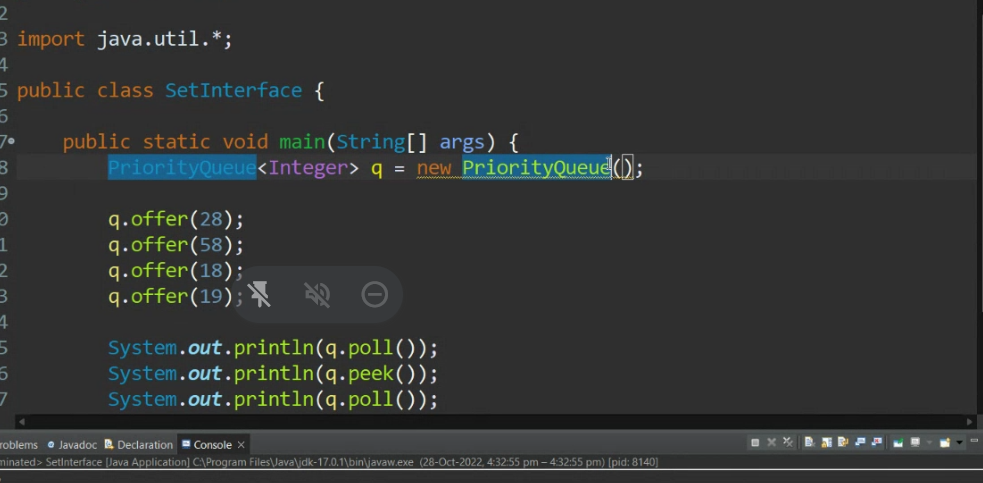 2
3 import java.util.*;
4
5 public class SetInterface {
6
7 public static void main(String[] args) {
8 PriorityQueue<Integer> q = new PriorityQueue();
9
0 q.offer(28);
1 q.offer(58);
2 q.offer(18);
3 q.offer(19);
4
5 System.out.println(q.poll());
6 System.out.println(q.peek());
7 System.out.println(q.poll());
roblems Javadoc Declaration Console
minated> SetInterface [Java Application] C:\Program Files\Java\jdk-17.0.1\bin\javaw.exe (28-Oct-2022, 4:32:55 pm – 4:32:55 pm) [pid: 8140]